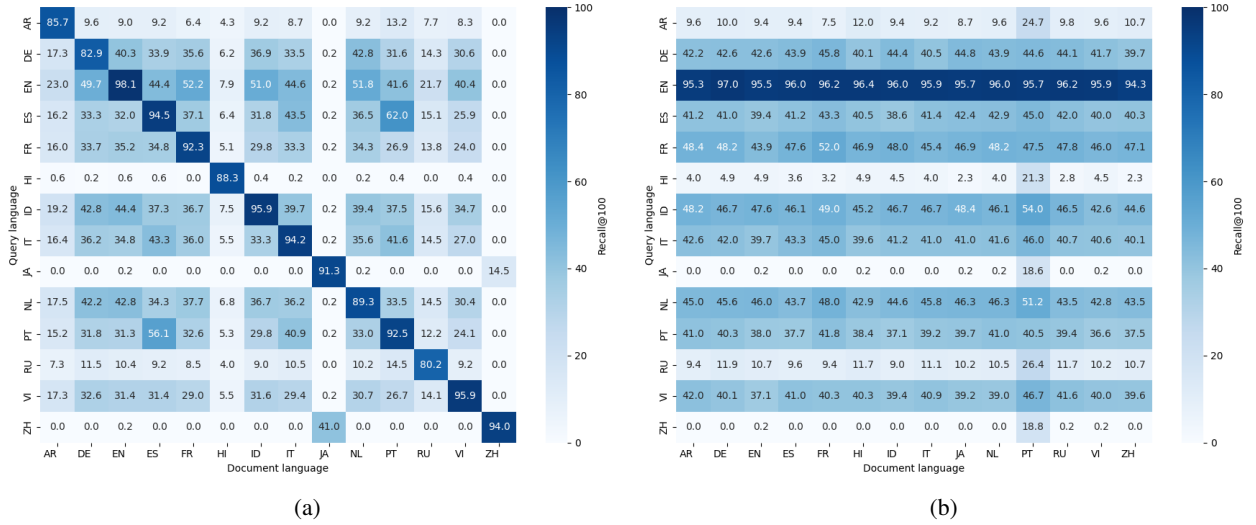 AR 85.7 9.6 9.0 9.2 6.4 4.3 9.2 8.7 0.0 9.2 13.2 7.7 8.3 0.0
DE 17.3 82.9 40.3 33.9 35.6 6.2 36.9 33.5 0.0 42.8 31.6 14.3 30.6 0.0
EN 23.0 49.7 98.1 44.4 52.2 7.9 51.0 44.6 0.0 51.8 41.6 21.7 40.4 0.0
ES 16.2 33.3 32.0 94.5 37.1 6.4 31.8 43.5 0.0 36.5 62.0 15.1 25.9 0.0
FR 16.0 33.7 35.2 34.8 92.3 5.1 29.8 33.3 0.0 34.3 26.9 13.8 24.0 0.0
HI 0.6 0.2 0.6 0.6 0.0 88.3 0.4 0.2 0.0 0.2 0.0 0.4 0.4 0.0
ID 19.2 42.8 44.4 37.3 36.7 7.5 95.9 39.7 0.2 39.4 37.5 15.6 34.7 0.0
IT 16.4 36.2 34.8 43.3 36.0 5.5 33.3 94.2 0.2 35.6 41.6 14.5 27.0 0.0
JA 0.0 0.0 0.2 0.0 0.0 0.0 0.0 0.0 91.3 0.2 0.0 0.0 0.0 14.5
NL 17.5 42.2 42.8 34.3 37.7 6.8 36.7 36.2 0.2 89.3 33.5 14.5 30.4 0.0
PT 15.2 31.8 31.3 56.1 32.6 5.3 29.8 40.9 0.0 33.0 92.5 12.2 24.1 0.0
RU 7.3 11.5 10.4 9.2 8.5 4.0 9.0 10.5 0.0 10.2 14.5 80.2 9.2 0.0
VI 17.3 32.6 31.4 31.4 29.0 5.5 31.6 29.4 0.2 30.7 26.7 14.1 95.9 0.0
ZH 0.0 0.0 0.2 0.0 0.0 0.0 0.0 0.0 41.0 0.0 0.0 0.0 0.0 94.0
AR DE EN ES FR HI ID IT JA NL PT RU VI ZH
Query language
Document language
100
80
60
40
20
0
Recall@100
(a)
AR 9.6 10.0 9.4 9.4 7.5 12.0 9.4 9.2 8.7 9.6 24.7 9.8 9.6 10.7
DE 42.2 42.6 42.6 43.9 45.8 40.1 44.4 40.5 44.8 43.9 44.6 44.1 41.7 39.7
EN 95.3 97.0 95.5 96.0 96.2 96.4 96.0 95.9 95.7 96.0 95.7 96.2 95.9 94.3
ES 41.2 41.0 39.4 41.2 43.3 40.5 38.6 41.4 42.4 42.9 45.0 42.0 40.0 40.3
FR 48.4 48.2 43.9 47.6 52.0 46.9 48.0 45.4 46.9 48.2 47.5 47.8 46.0 47.1
HI 4.0 4.9 4.9 3.6 3.2 4.9 4.5 4.0 2.3 4.0 21.3 2.8 4.5 2.3
ID 48.2 46.7 47.6 46.1 49.0 45.2 46.7 46.7 48.4 46.1 54.0 46.5 42.6 44.6
IT 42.6 42.0 39.7 43.3 45.0 39.6 41.2 41.0 41.0 41.6 46.0 40.7 40.6 40.1
JA 0.0 0.0 0.2 0.0 0.0 0.0 0.0 0.0 0.2 0.2 18.6 0.2 0.2 0.0
NL 45.0 45.6 46.0 43.7 48.0 42.9 44.6 45.8 46.3 46.3 51.2 43.5 42.8 43.5
PT 41.0 40.3 38.0 37.7 41.8 38.4 37.1 39.2 39.7 41.0 40.5 39.4 36.6 37.5
RU 9.4 11.9 10.7 9.6 9.4 11.7 9.0 11.1 10.2 10.5 26.4 11.7 10.2 10.7
VI 42.0 40.1 37.1 41.0 40.3 40.3 39.4 40.9 39.2 39.0 46.7 41.6 40.0 39.6
ZH 0.0 0.0 0.2 0.0 0.0 0.0 0.0 0.0 0.2 0.0 18.8 0.2 0.2 0.0
AR DE EN ES FR HI ID IT JA NL PT RU VI ZH
Query language
Document language
100
80
60
40
20
0
Recall@100
(b)